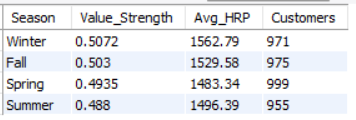 Season Value_Strength Avg_HRP Customers
Winter 0.5072 1562.79 971
Fall 0.503 1529.58 975
Spring 0.4935 1483.34 999
Summer 0.488 1496.39 955